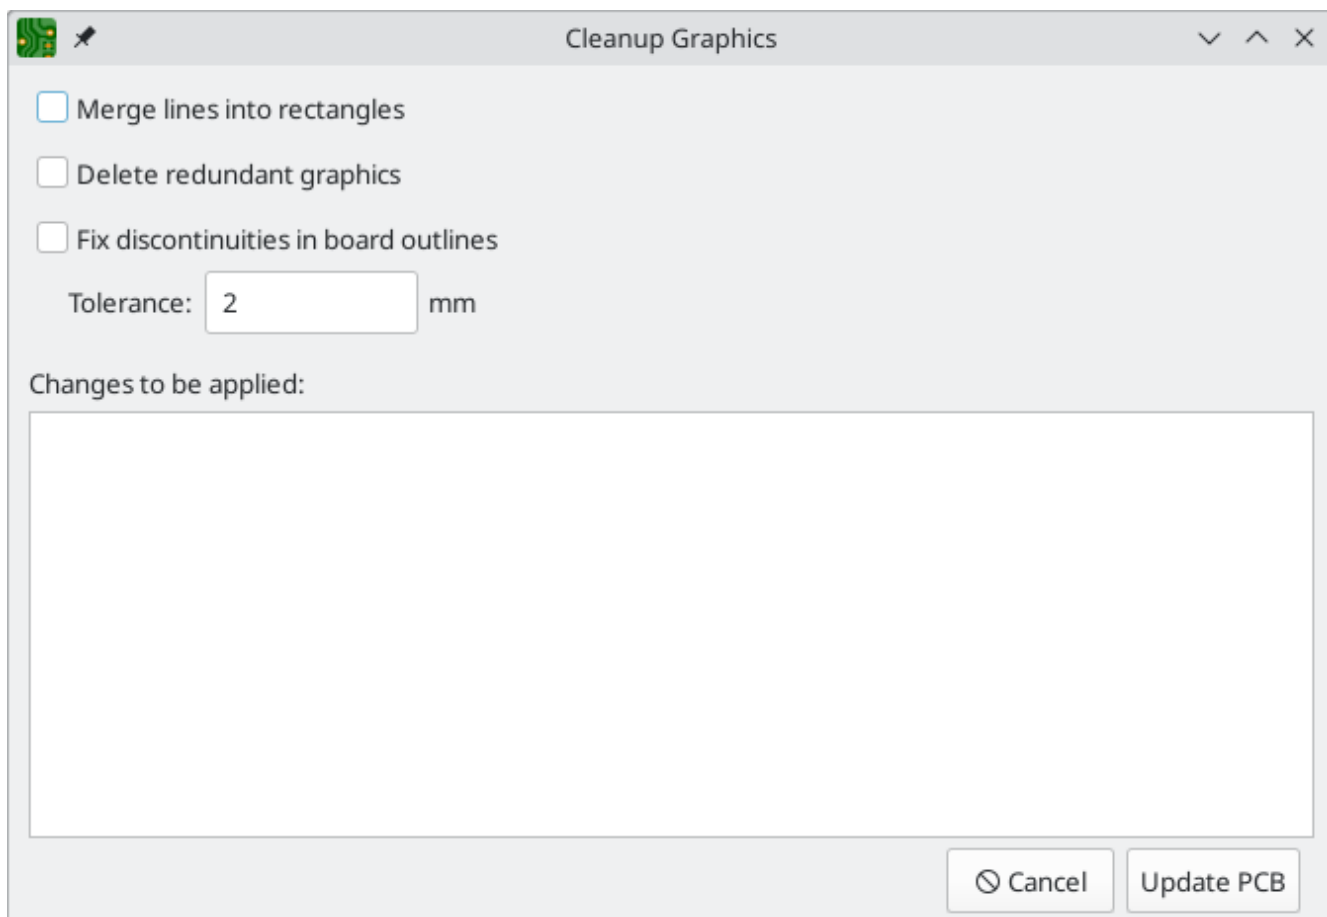 Cleanup Graphics
Merge lines into rectangles
Delete redundant graphics
Fix discontinuities in board outlines
Tolerance: 2 mm
Changes to be applied:
Cancel Update PCB